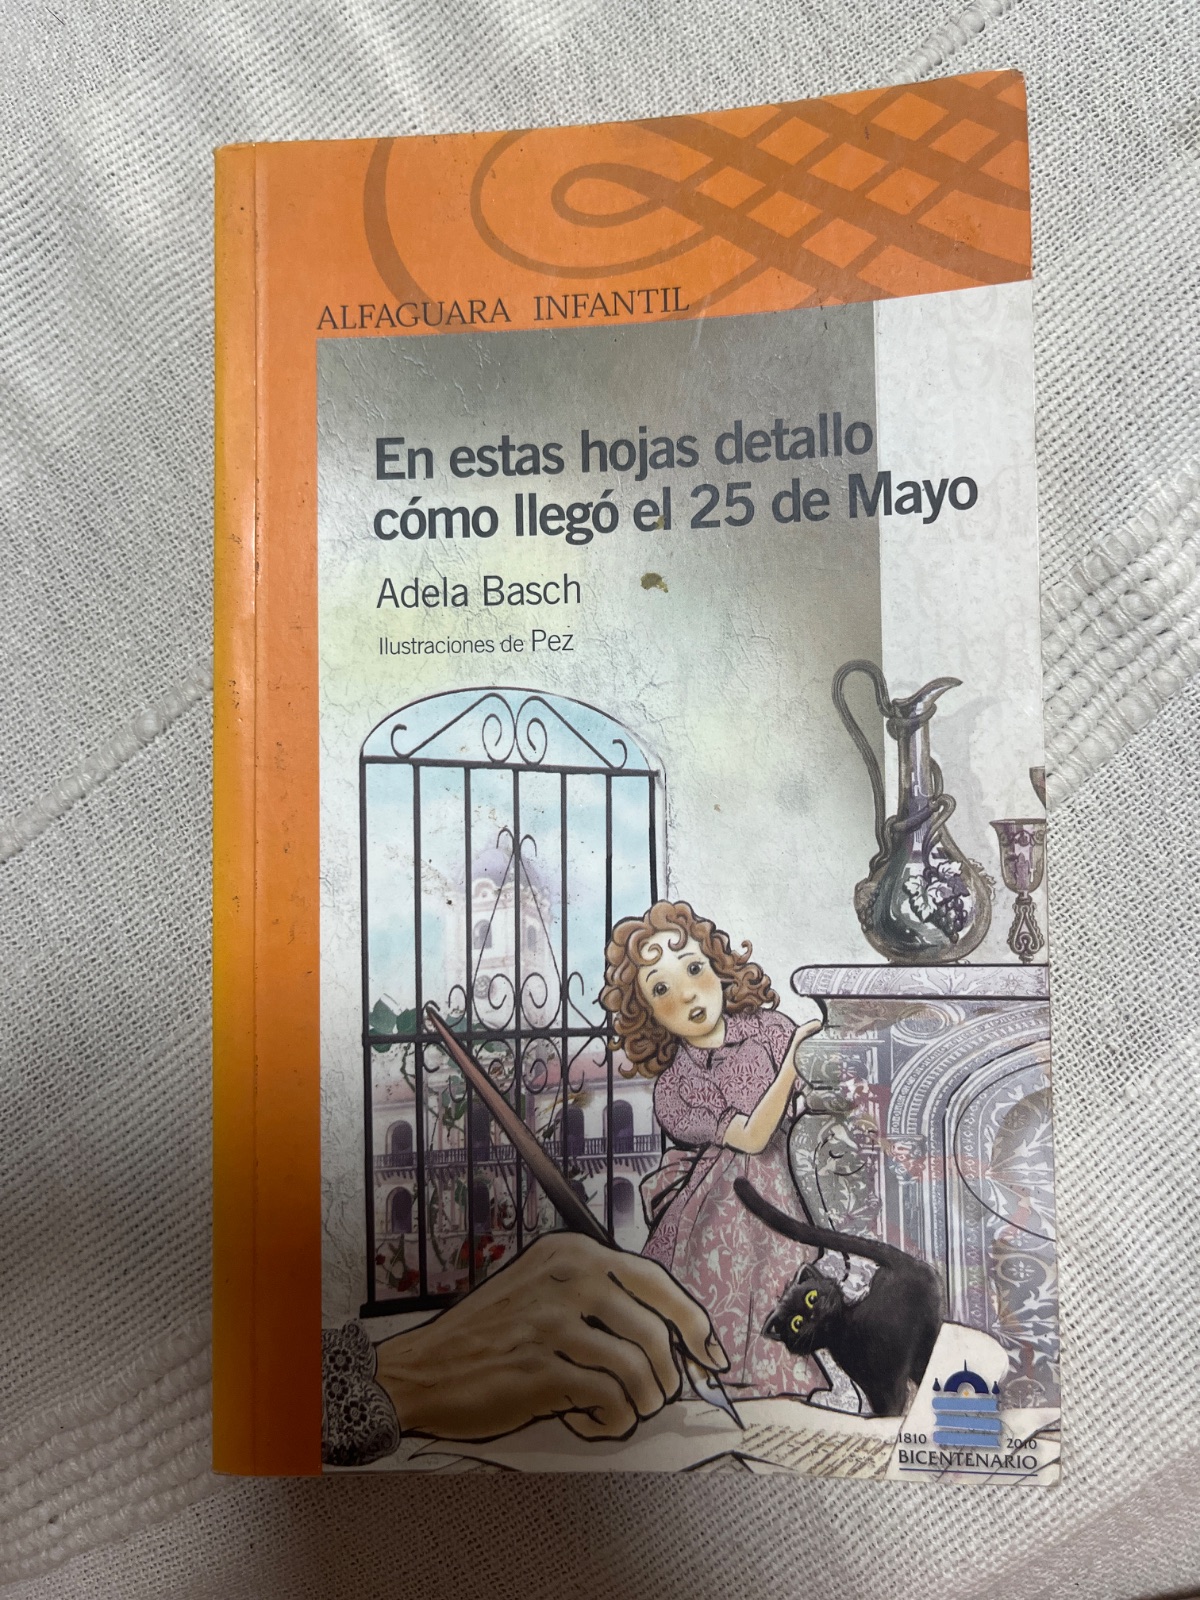 ALFAGUARA INFANTIL
En estas hojas detallo
cómo llegó el 25 de Mayo
Adela Basch
Ilustraciones de Pez
1810 2010
BICENTENARIO